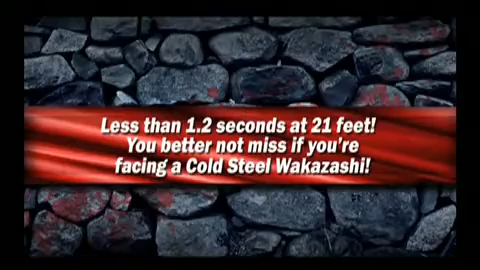 Less than 1.2 seconds at 21 feet!
You better not miss if you're
facing a Cold Steel Wakazashi!